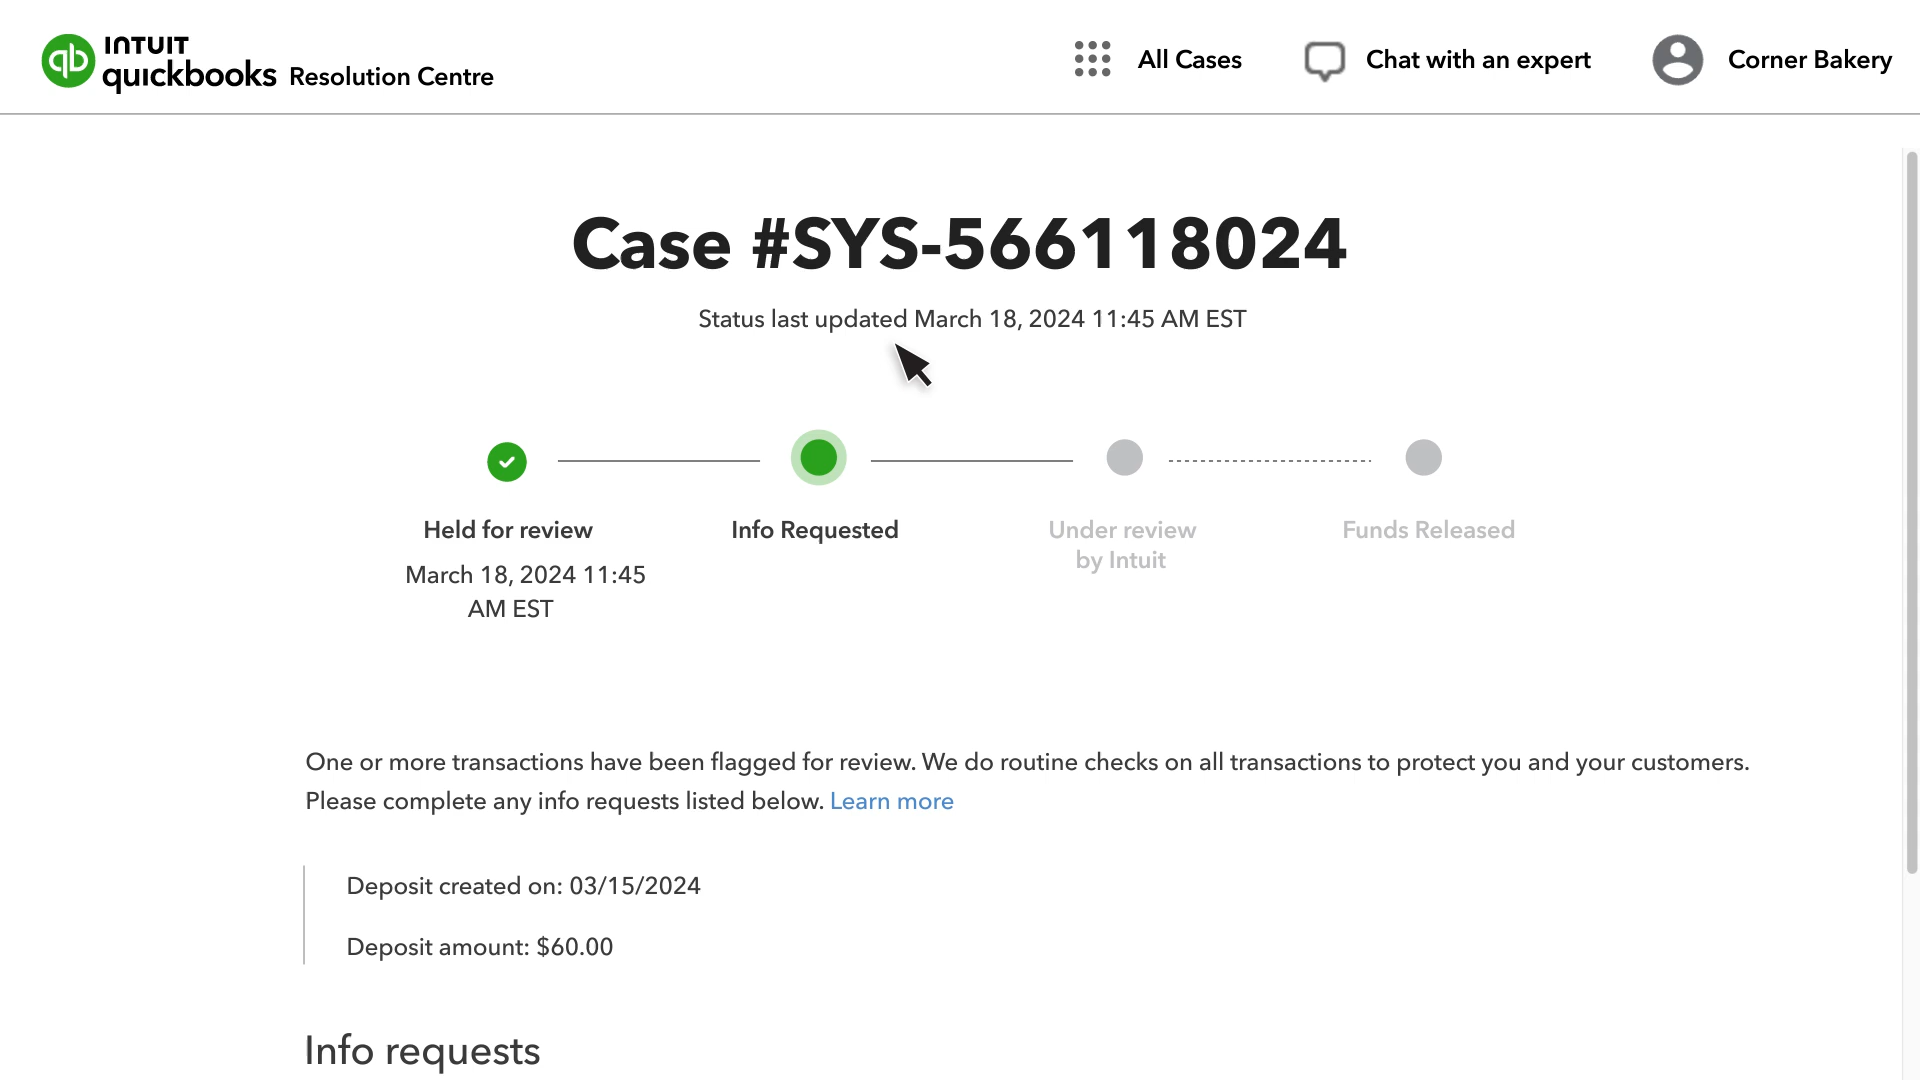 INTUIT
quickbooks Resolution Centre
All Cases
Chat with an expert
Corner Bakery
Case #SYS-566118024
Status last updated March 18, 2024 11:45 AM EST
Held for review
March 18, 2024 11:45
AM EST
Info Requested
Under review
by Intuit
Funds Released
One or more transactions have been flagged for review. We do routine checks on all transactions to protect you and your customers.
Please complete any info requests listed below. Learn more
Deposit created on: 03/15/2024
Deposit amount: $60.00
Info requests